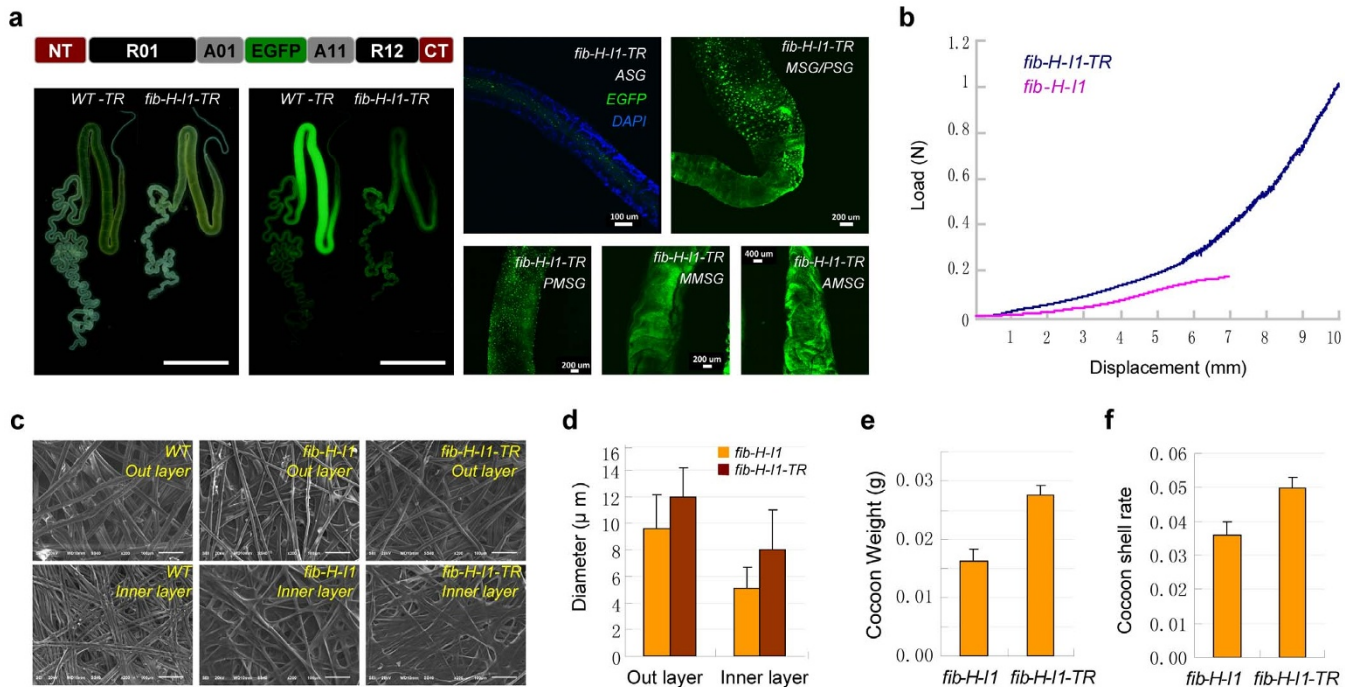 a
NT R01 A01 EGFP A11 R12 CT
WT -TR fib-H-I1-TR
WT -TR fib-H-I1-TR
fib-H-I1-TR
ASG
EGFP
DAPI
100 um
fib-H-I1-TR
MSG/PSG
200 um
fib-H-I1-TR
PMSG
200 um
fib-H-I1-TR
MMSG
200 um
400 um
fib-H-I1-TR
AMSG
b
fib-H-I1-TR
fib-H-I1
Load (N)
1.2
1
0.8
0.6
0.4
0.2
0
1 2 3 4 5 6 7 8 9 10
Displacement (mm)
c
WT
Out layer
fib-H-I1
Out layer
fib-H-I1-TR
Out layer
WT
Inner layer
fib-H-I1
Inner layer
fib-H-I1-TR
Inner layer
d
fib-H-I1
fib-H-I1-TR
Diameter (μ m)
16
14
12
10
8
6
4
2
0
Out layer Inner layer
e
Cocoon Weight (g)
0.03
0.02
0.01
0.00
fib-H-I1 fib-H-I1-TR
f
Cocoon shell rate
0.06
0.05
0.04
0.03
0.02
0.01
0.00
fib-H-I1 fib-H-I1-TR